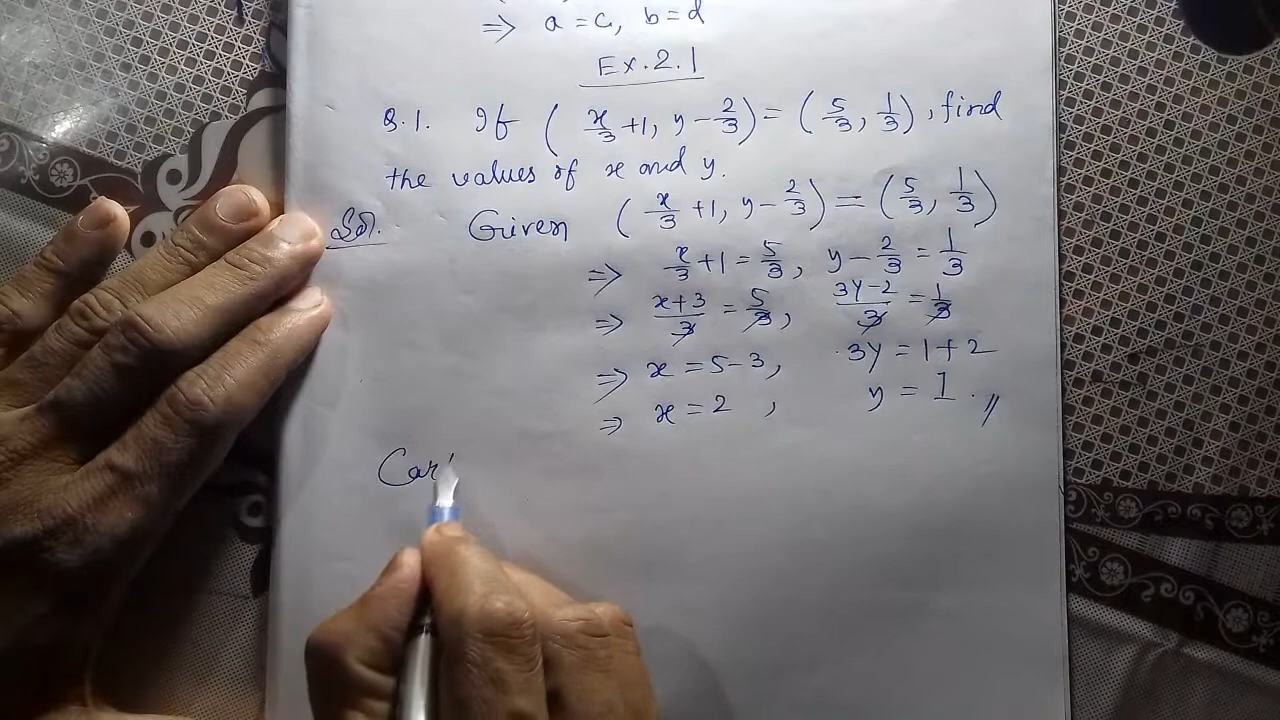 ⇒ a = c, b = d
Ex. 2.1
Q.1. If (x/3 + 1, y - 2/3) = (5/3, 1/3), find
the values of x and y.
Sol. Given (x/3 + 1, y - 2/3) = (5/3, 1/3)
⇒ x/3 + 1 = 5/3, y - 2/3 = 1/3
⇒ (x+3)/3 = 5/3, (3y-2)/3 = 1/3
⇒ x = 5-3, 3y = 1+2
⇒ x = 2, y = 1. //
Car